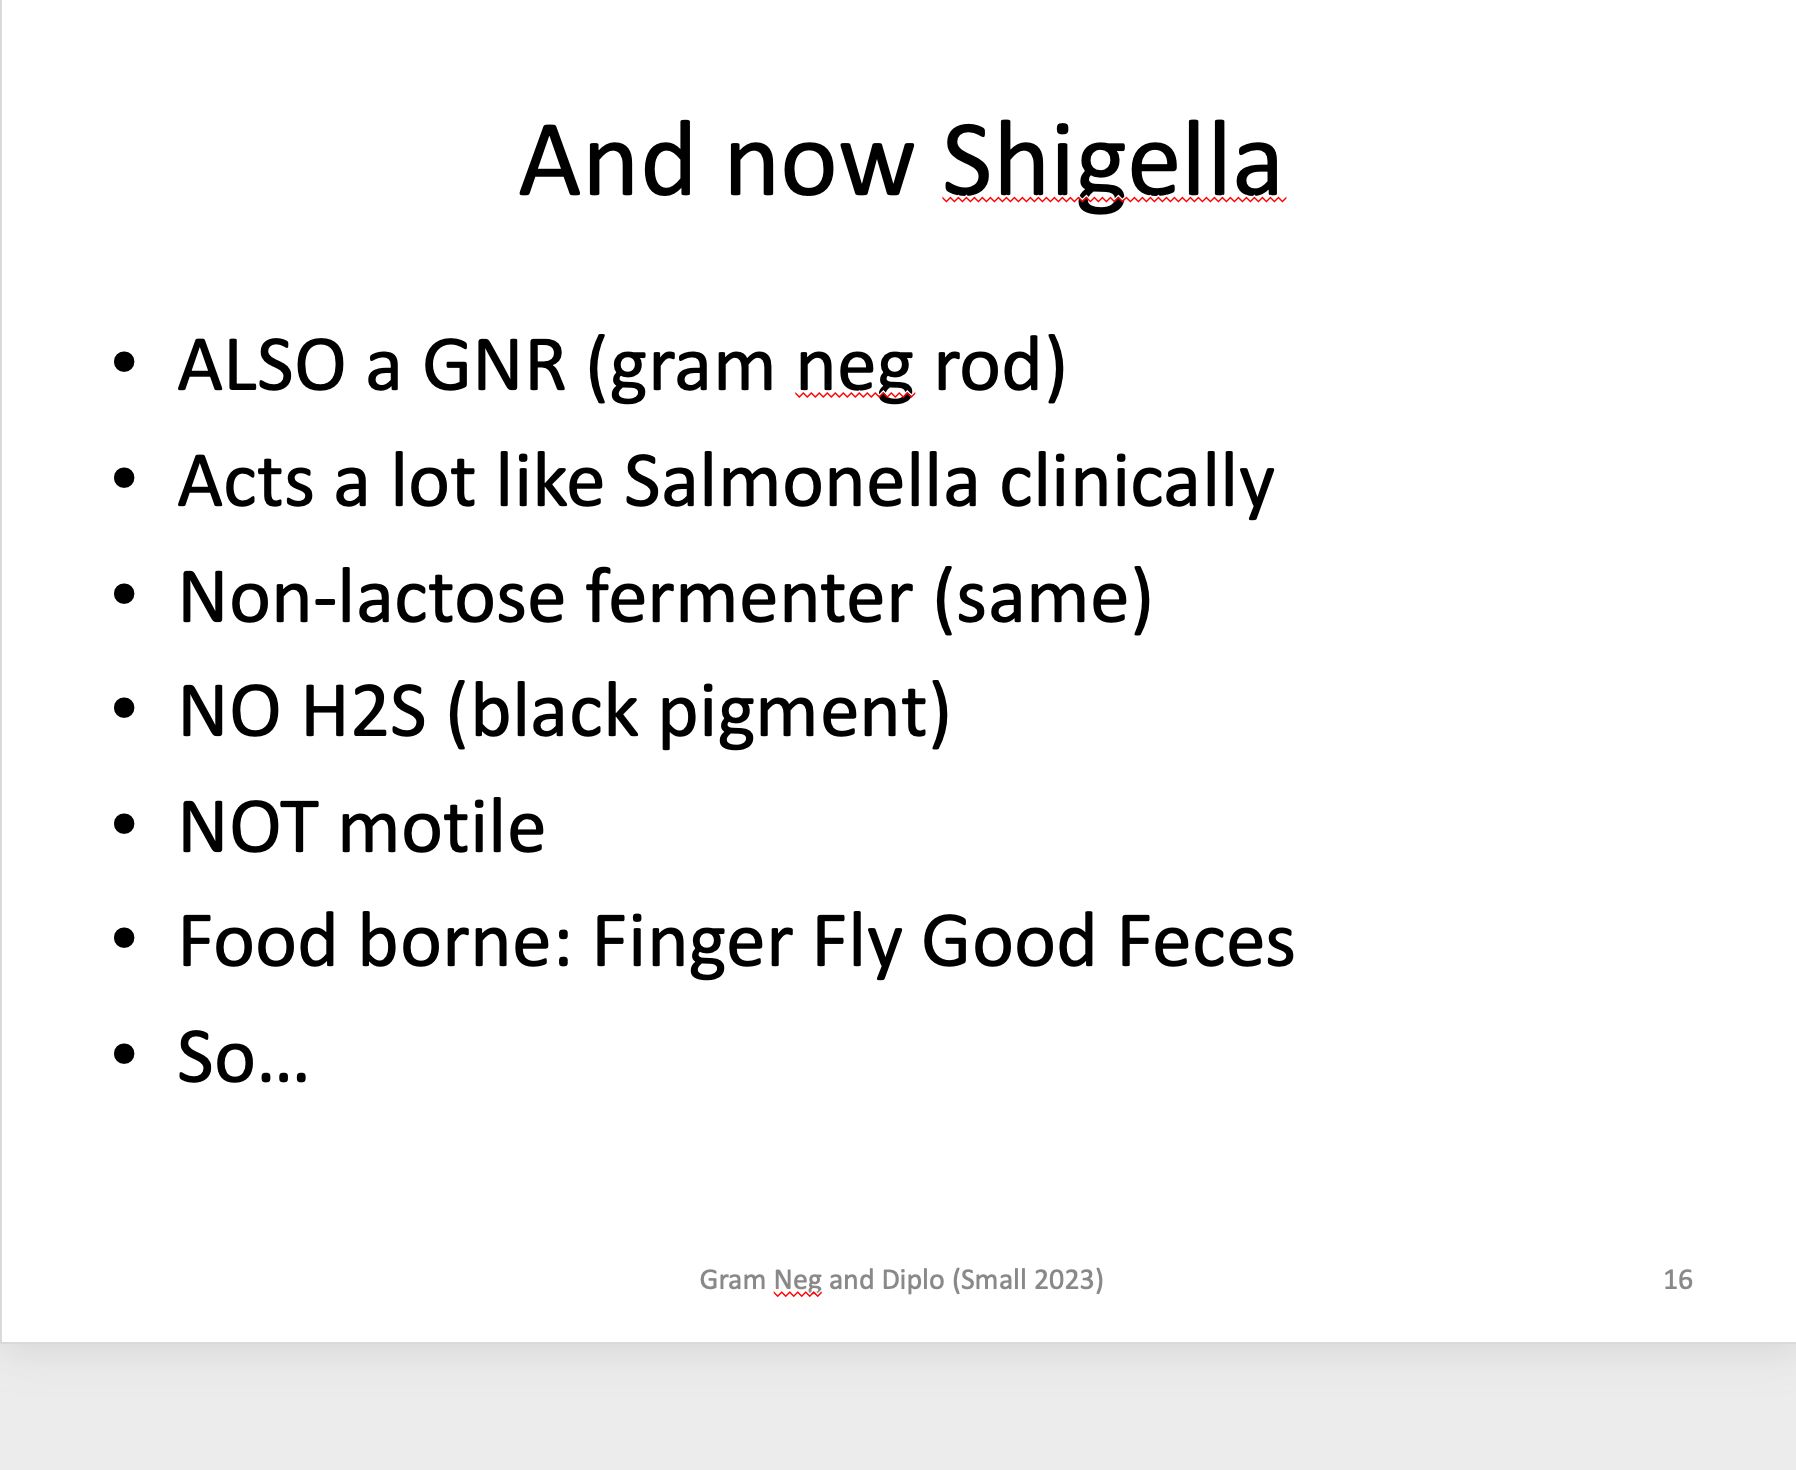 And now Shigella
• ALSO a GNR (gram neg rod)
• Acts a lot like Salmonella clinically
• Non-lactose fermenter (same)
• NO H2S (black pigment)
• NOT motile
• Food borne: Finger Fly Good Feces
• So...
Gram Neg and Diplo (Small 2023)
16